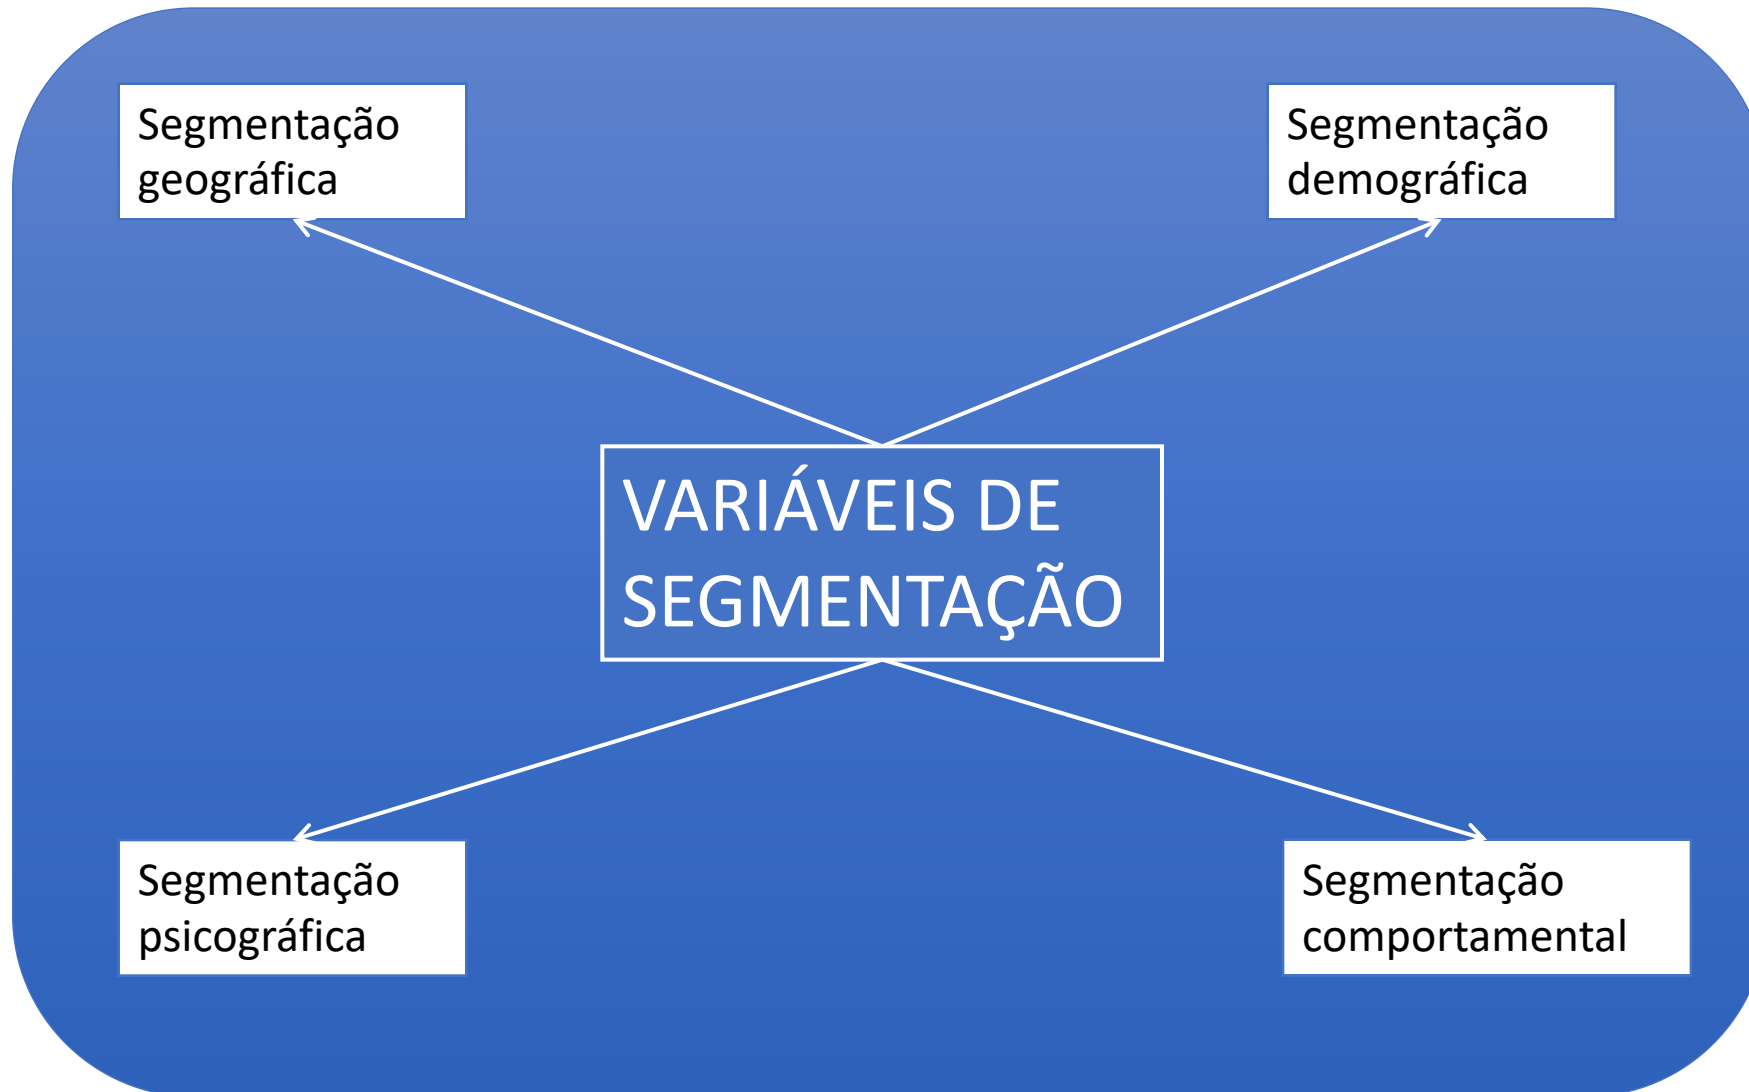 Segmentação
geográfica
Segmentação
demográfica
VARIÁVEIS DE
SEGMENTAÇÃO
Segmentação
psicográfica
Segmentação
comportamental